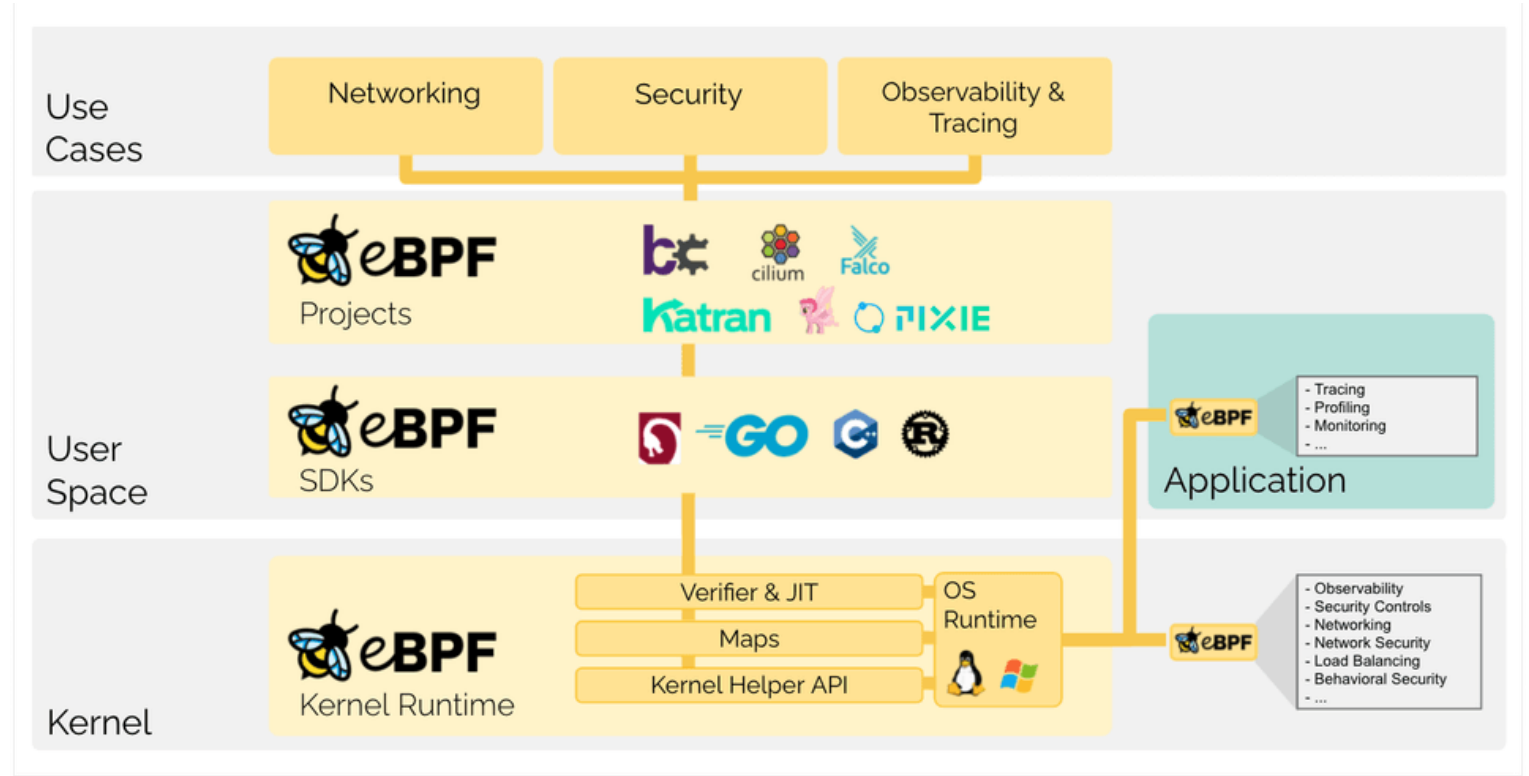 Use
Cases
Networking
Security
Observability &
Tracing
User
Space
eBPF
Projects
bc
cilium
Falco
Katran
PIXIE
eBPF
SDKs
GO
C++
R
Application
eBPF
- Tracing
- Profiling
- Monitoring
- ...
Kernel
eBPF
Kernel Runtime
Verifier & JIT
Maps
Kernel Helper API
OS
Runtime
eBPF
- Observability
- Security Controls
- Networking
- Network Security
- Load Balancing
- Behavioral Security
- ...